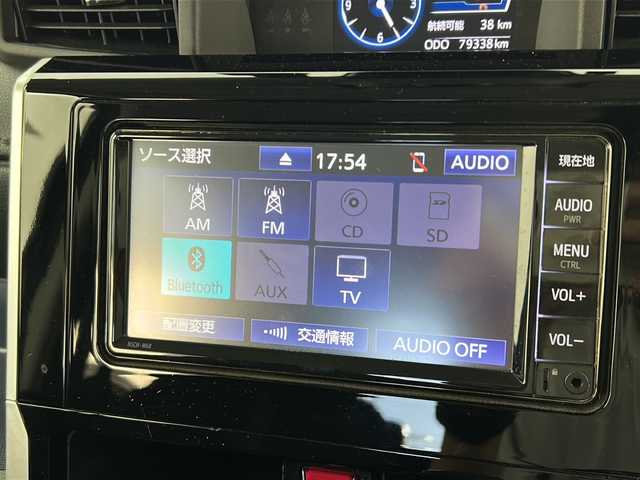 3
6
航続可能 38 km
ODO 79338 km
ソース選択
17:54
AUDIO
現在地
AM
FM
CD
SD
AUDIO
PWR
MENU
CTRL
Bluetooth
AUX
TV
VOL+
配置変更
交通情報
AUDIO OFF
VOL-